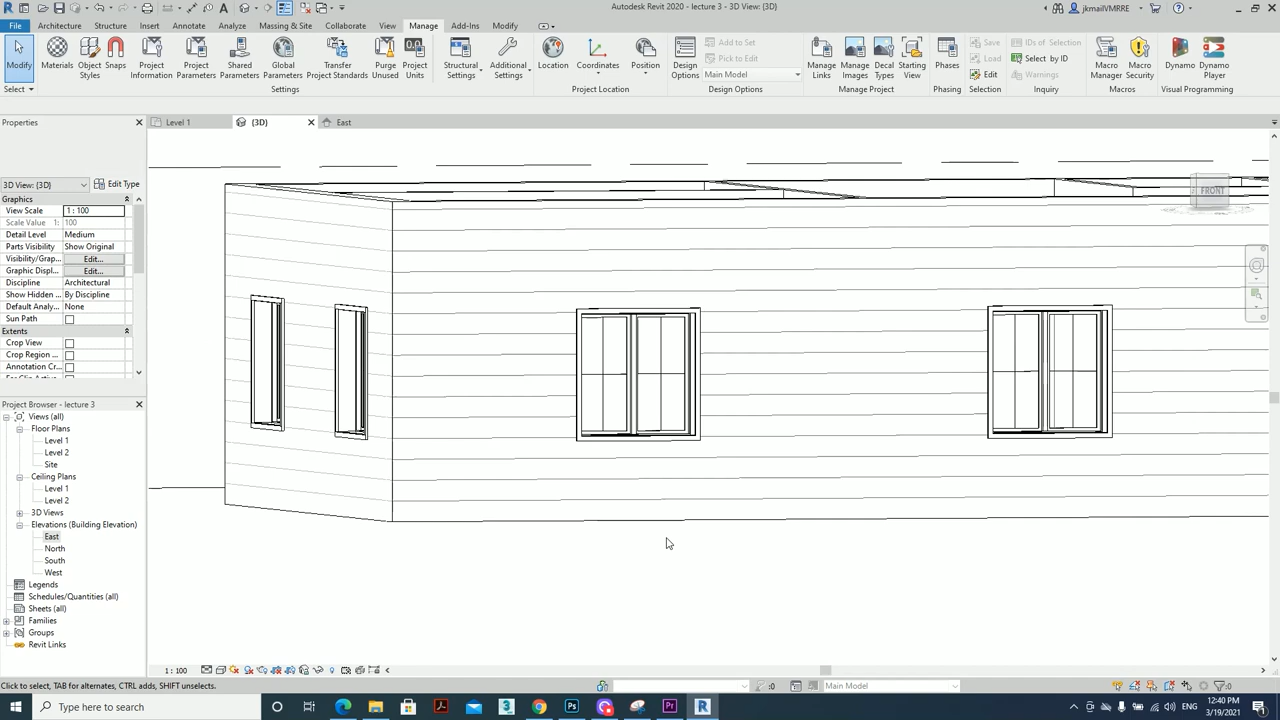 Autodesk Revit 2020 - lecture 3 - 3D View: {3D}
jkmailVMRRE
File Architecture Structure Insert Annotate Analyze Massing & Site Collaborate View Manage Add-Ins Modify
Modify
Materials
Object Styles
Snaps
Project Information
Project Parameters
Shared Parameters
Global Parameters
Transfer Project Standards
Purge Unused
Project Units
Structural Settings
Additional Settings
Location
Coordinates
Position
Design Options
Add to Set
Pick to Edit
Main Model
Manage Links
Manage Images
Decal Types
Starting View
Phases
Save
Load
Edit
IDs of Selection
Select by ID
Warnings
Macro Manager
Macro Security
Dynamo
Dynamo Player
Select Settings Project Location Design Options Manage Project Phasing Selection Inquiry Macros Visual Programming
Properties
Level 1 {3D} East
3D View: {3D} Edit Type
Graphics
View Scale 1 : 100
Scale Value 1: 100
Detail Level Medium
Parts Visibility Show Original
Visibility/Grap... Edit...
Graphic Displ... Edit...
Discipline Architectural
Show Hidden ... By Discipline
Default Analy... None
Sun Path
Extents
Crop View
Crop Region ...
Annotation Cr...
FRONT
Project Browser - lecture 3
Views (all)
Floor Plans
Level 1
Level 2
Site
Ceiling Plans
Level 1
Level 2
3D Views
Elevations (Building Elevation)
East
North
South
West
Legends
Schedules/Quantities (all)
Sheets (all)
Families
Groups
Revit Links
1 : 100
Click to select, TAB for alternates, CTRL adds, SHIFT unselects.
:0
Main Model
:0
Type here to search
ENG
12:40 PM
3/19/2021